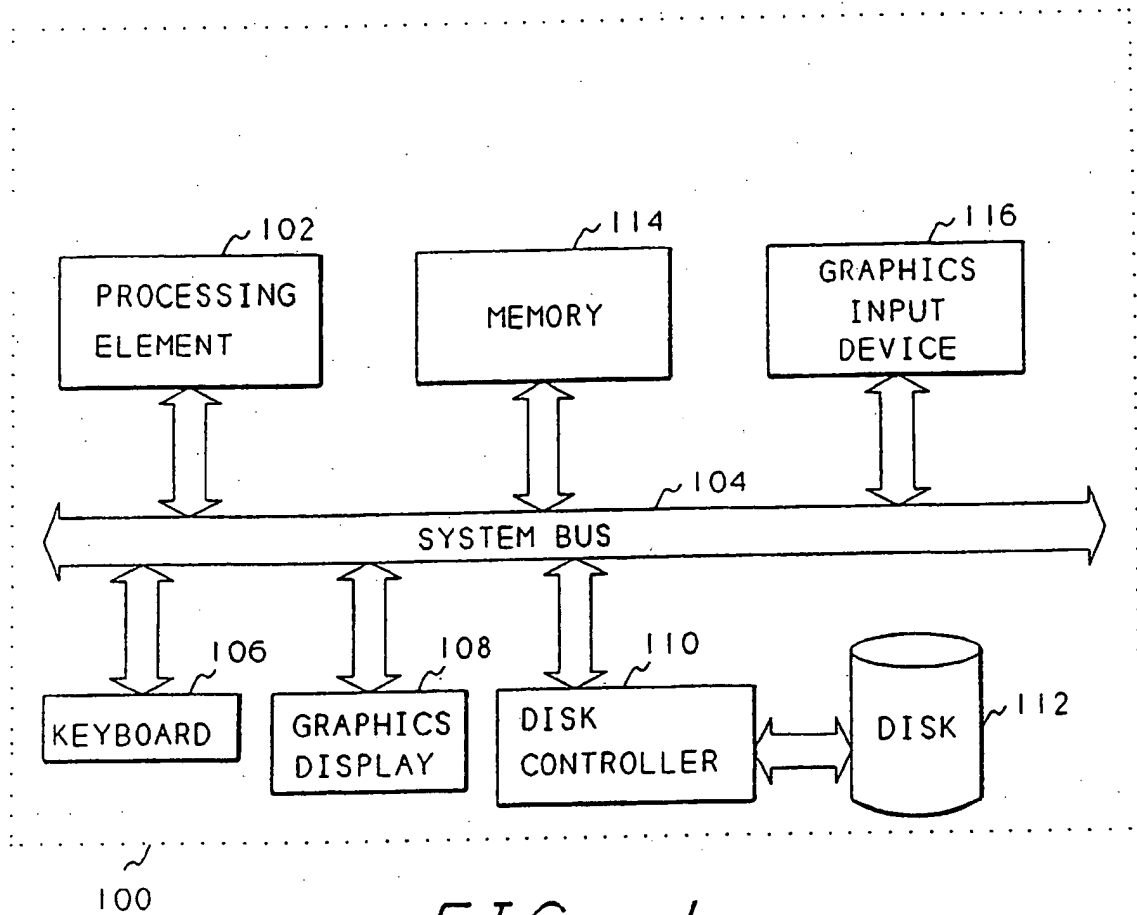 102
PROCESSING
ELEMENT
114
MEMORY
116
GRAPHICS
INPUT
DEVICE
104
SYSTEM BUS
106
KEYBOARD
108
GRAPHICS
DISPLAY
110
DISK
CONTROLLER
DISK
112
100